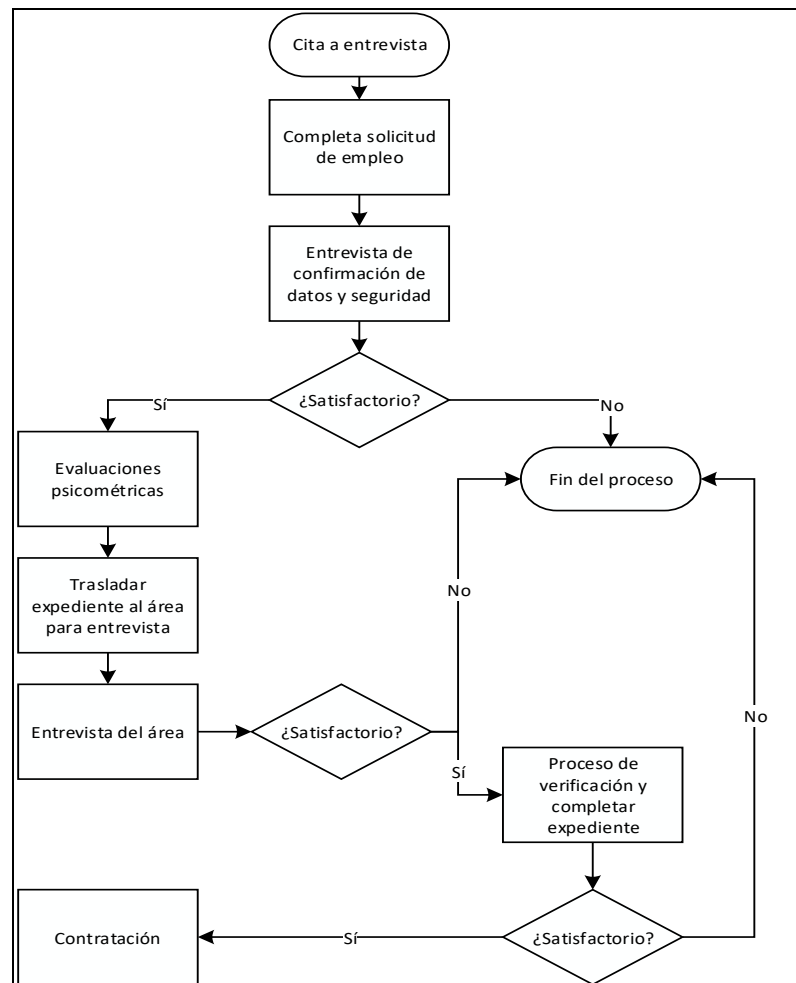 Cita a entrevista
Completa solicitud
de empleo
Entrevista de
confirmación de
datos y seguridad
¿Satisfactorio?
Sí
No
Evaluaciones
psicométricas
Fin del proceso
Trasladar
expediente al área
para entrevista
No
Entrevista del área
¿Satisfactorio?
No
Sí
Proceso de
verificación y
completar
expediente
Contratación
Sí
¿Satisfactorio?